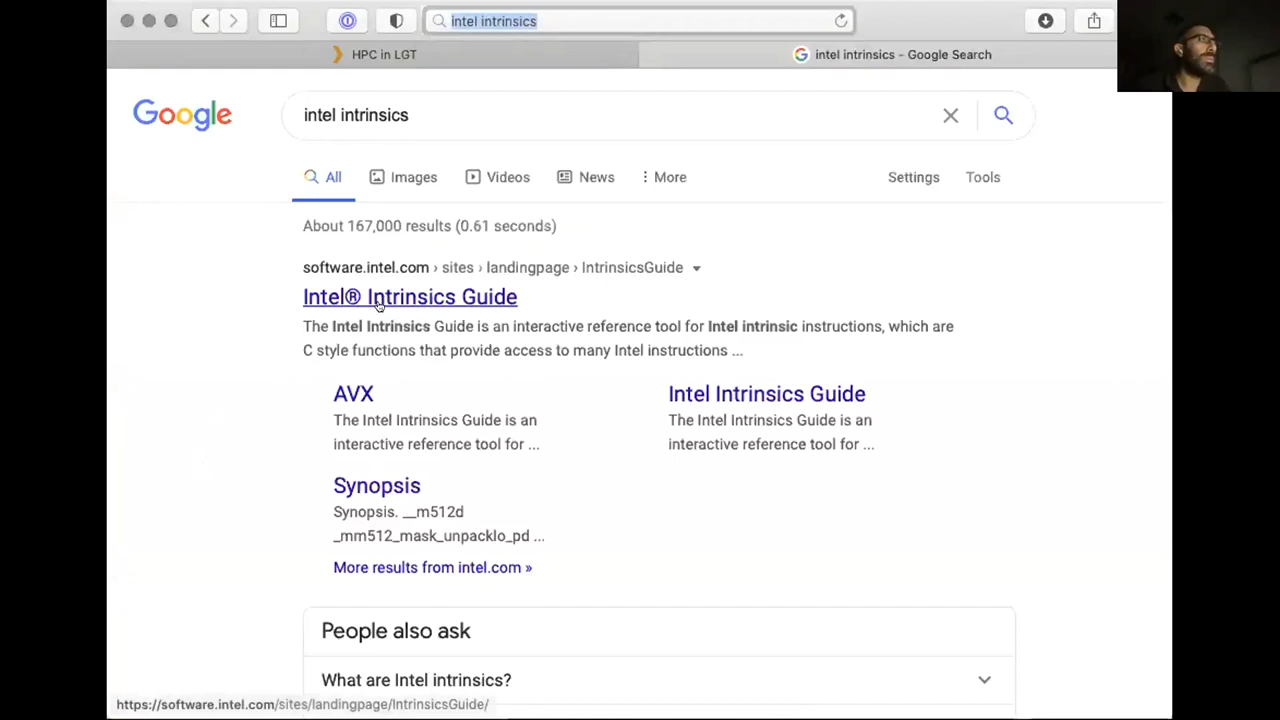 intel intrinsics
HPC in LGT
intel intrinsics - Google Search
Google
intel intrinsics
All Images Videos News More Settings Tools
About 167,000 results (0.61 seconds)
software.intel.com › sites › landingpage › IntrinsicsGuide
Intel® Intrinsics Guide
The Intel Intrinsics Guide is an interactive reference tool for Intel intrinsic instructions, which are
C style functions that provide access to many Intel instructions ...
AVX
The Intel Intrinsics Guide is an
interactive reference tool for ...
Intel Intrinsics Guide
The Intel Intrinsics Guide is an
interactive reference tool for ...
Synopsis
Synopsis. __m512d
_mm512_mask_unpacklo_pd ...
More results from intel.com »
People also ask
What are Intel intrinsics?
https://software.intel.com/sites/landingpage/IntrinsicsGuide/